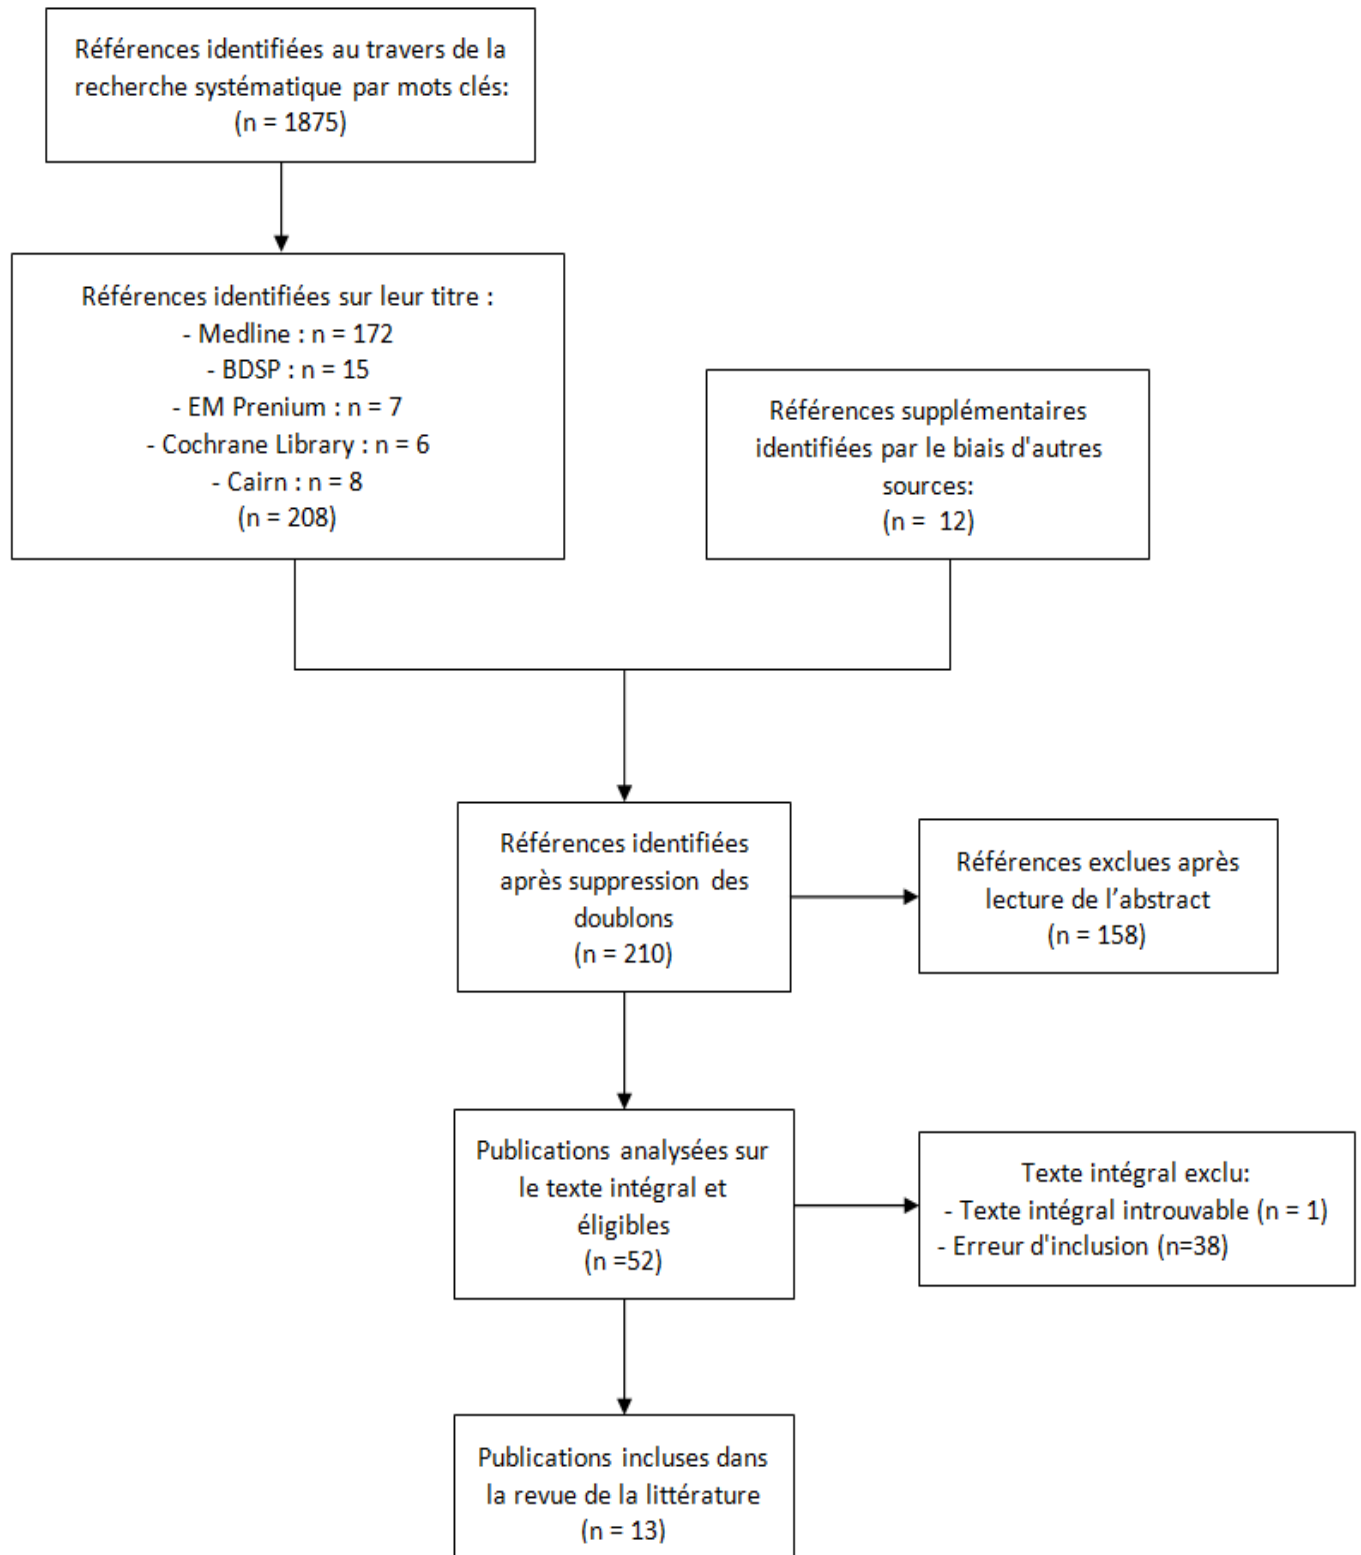 Références identifiées au travers de la
recherche systématique par mots clés:
(n = 1875)
Références identifiées sur leur titre :
- Medline : n = 172
- BDSP : n = 15
- EM Prenium : n = 7
- Cochrane Library : n = 6
- Cairn : n = 8
(n = 208)
Références supplémentaires
identifiées par le biais d'autres
sources:
(n = 12)
Références identifiées
après suppression des
doublons
(n = 210)
Références exclues après
lecture de l’abstract
(n = 158)
Publications analysées sur
le texte intégral et
éligibles
(n =52)
Texte intégral exclu:
- Texte intégral introuvable (n = 1)
- Erreur d'inclusion (n=38)
Publications incluses dans
la revue de la littérature
(n = 13)